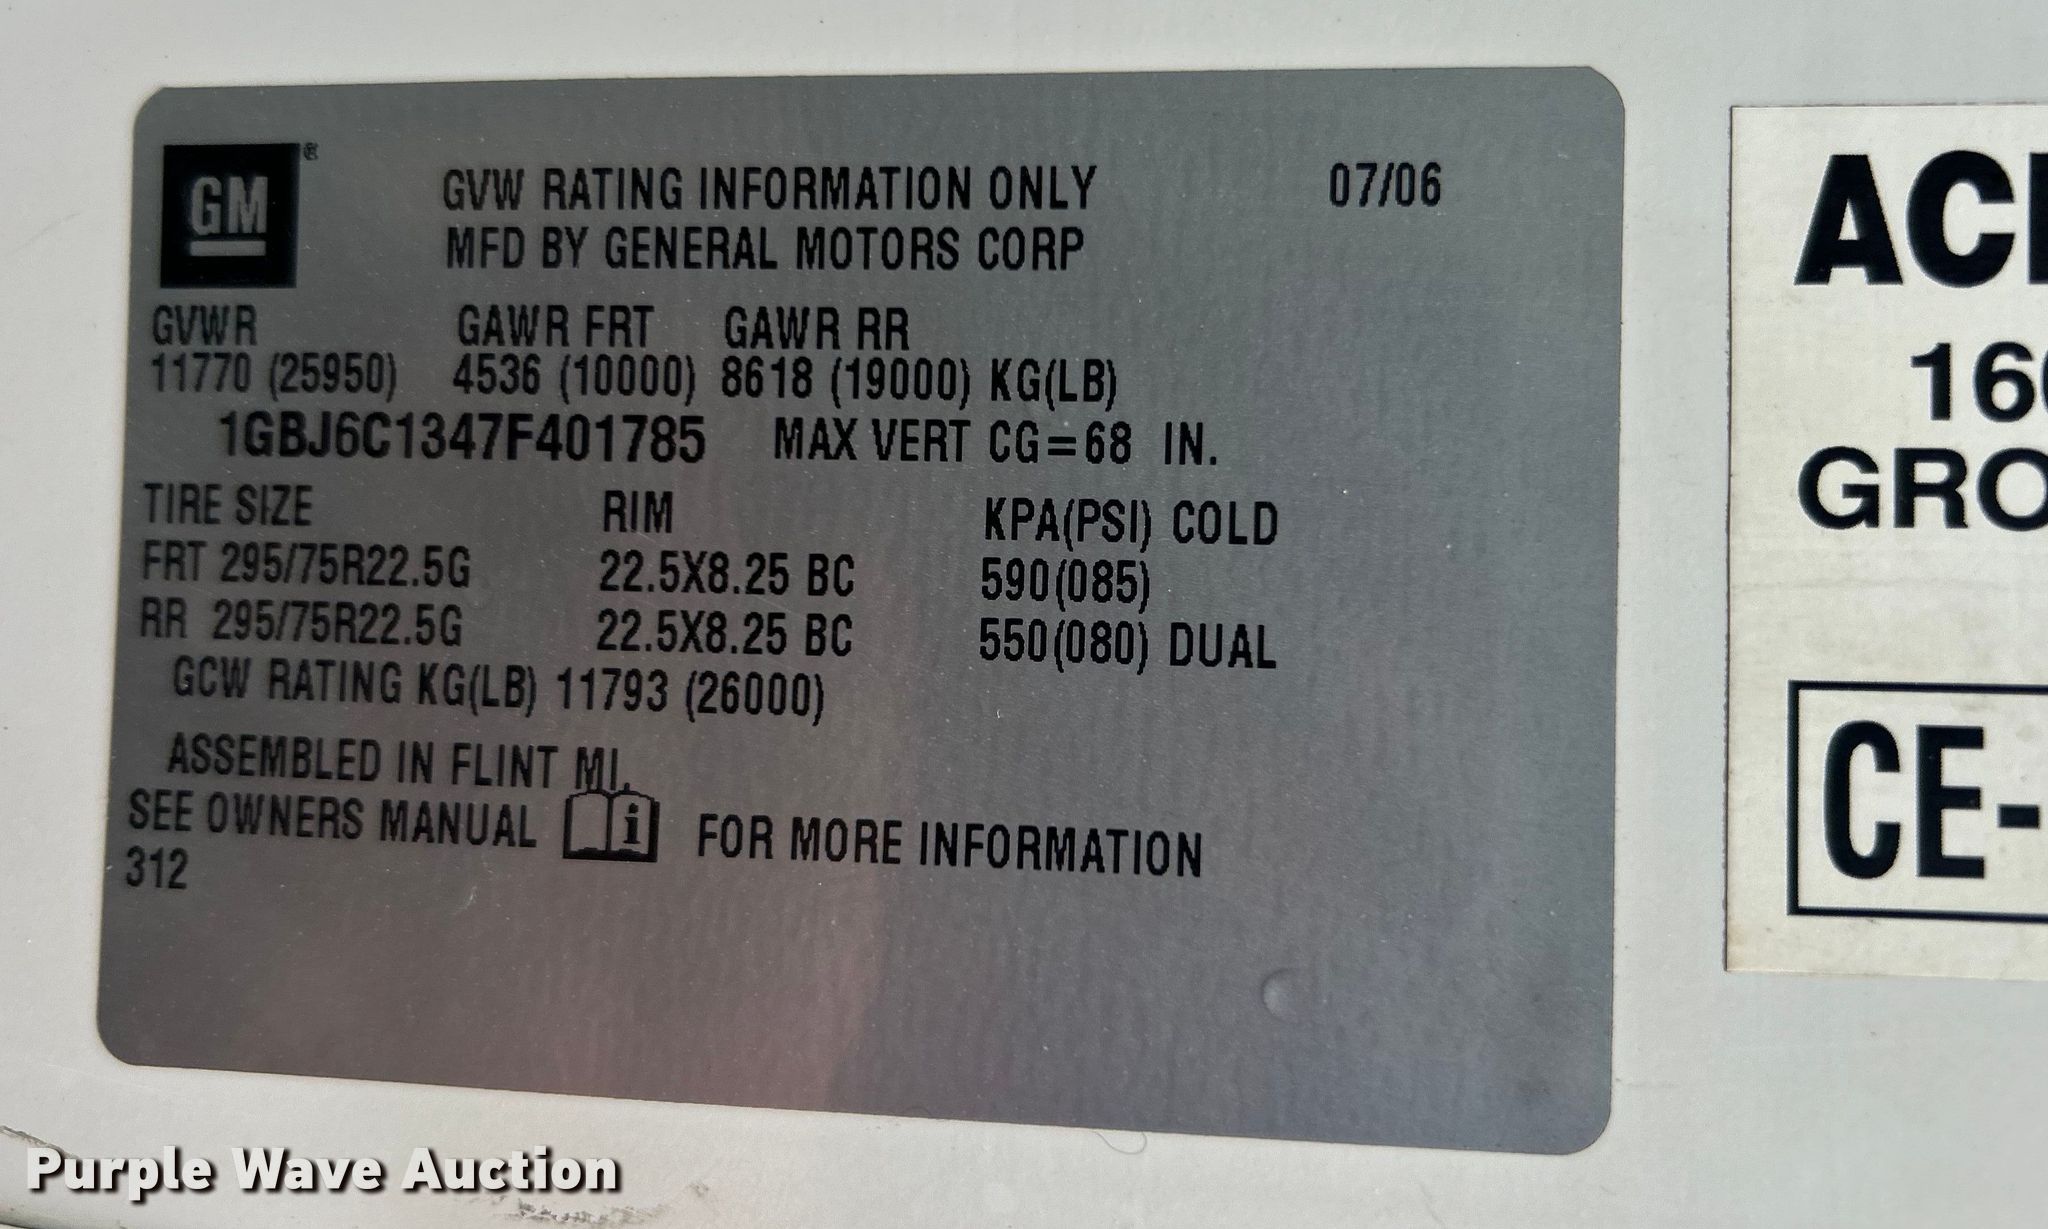 GM
GVW RATING INFORMATION ONLY 07/06
MFD BY GENERAL MOTORS CORP
GVWR GAWR FRT GAWR RR
11770 (25950) 4536 (10000) 8618 (19000) KG(LB)
1GBJ6C1347F401785 MAX VERT CG=68 IN.
TIRE SIZE RIM KPA(PSI) COLD
FRT 295/75R22.5G 22.5X8.25 BC 590(085)
RR 295/75R22.5G 22.5X8.25 BC 550(080) DUAL
GCW RATING KG(LB) 11793 (26000)
ASSEMBLED IN FLINT MI.
SEE OWNERS MANUAL i FOR MORE INFORMATION
312
CE-
Purple Wave Auction